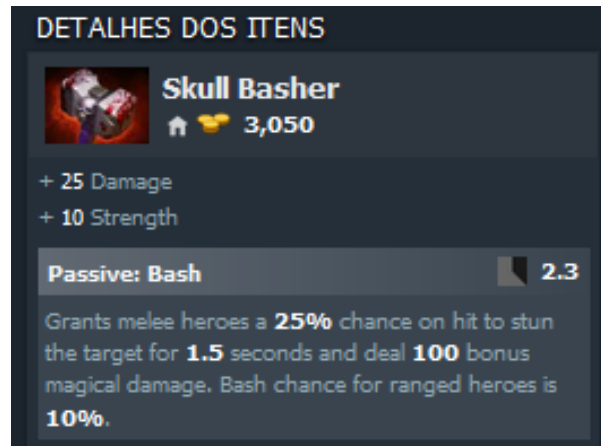 DETALHES DOS ITENS
Skull Basher
3,050
+ 25 Damage
+ 10 Strength
Passive: Bash 2.3
Grants melee heroes a 25% chance on hit to stun
the target for 1.5 seconds and deal 100 bonus
magical damage. Bash chance for ranged heroes is
10%.